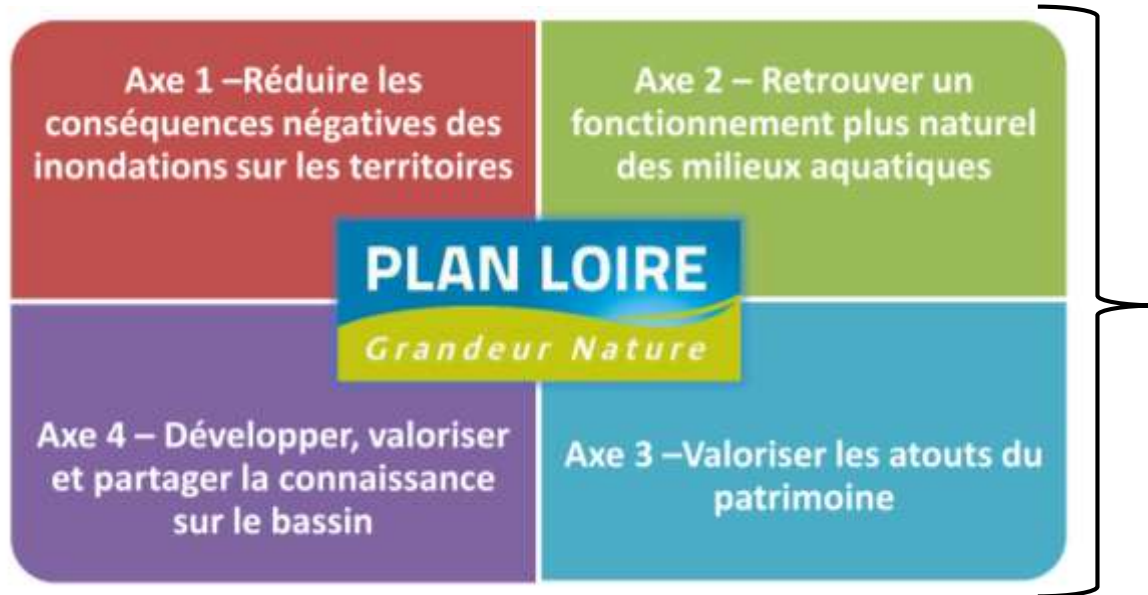 Axe 1 –Réduire les
conséquences négatives des
inondations sur les territoires
Axe 2 – Retrouver un
fonctionnement plus naturel
des milieux aquatiques
PLAN LOIRE
Grandeur Nature
Axe 4 – Développer, valoriser
et partager la connaissance
sur le bassin
Axe 3 –Valoriser les atouts du
patrimoine